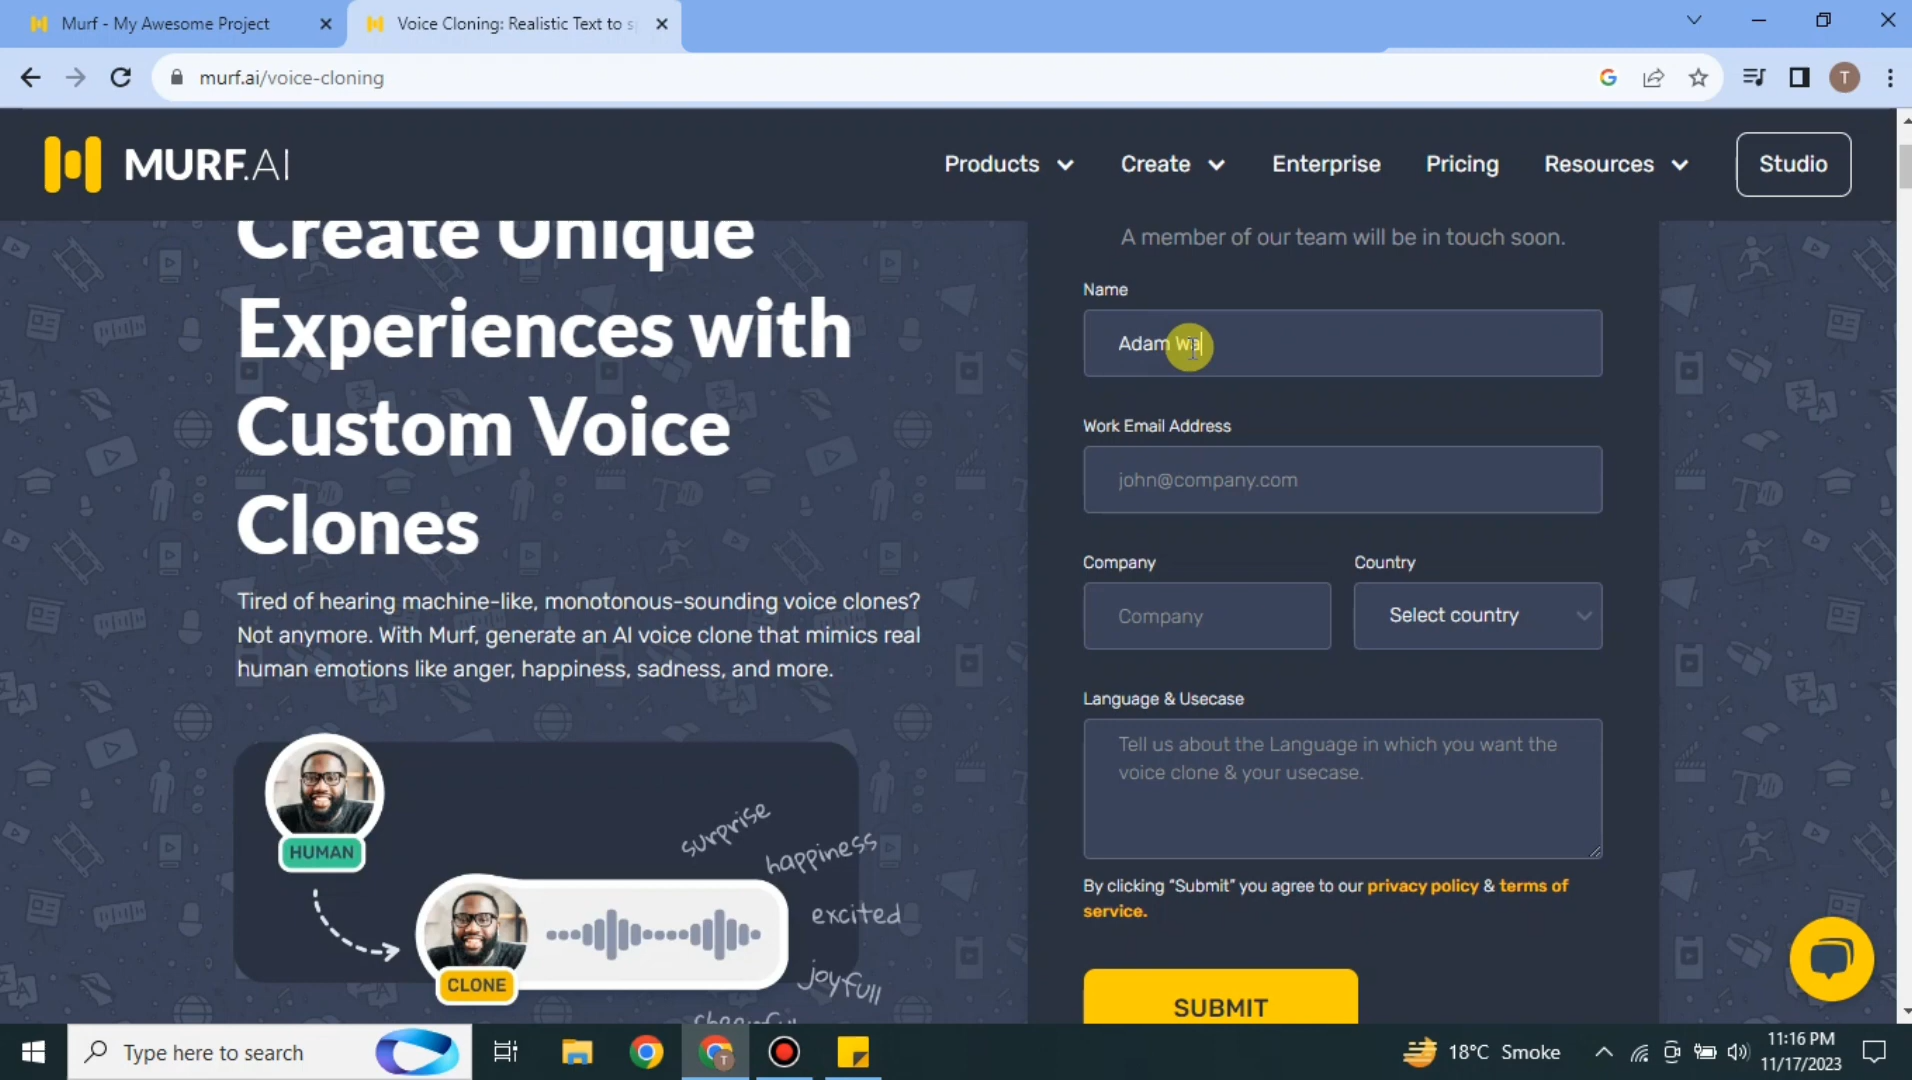 Murf - My Awesome Project
Voice Cloning: Realistic Text to s
murf.ai/voice-cloning
T
MURF.AI
Products
Create
Enterprise
Pricing
Resources
Studio
Create Unique
Experiences with
Custom Voice
Clones
Tired of hearing machine-like, monotonous-sounding voice clones?
Not anymore. With Murf, generate an AI voice clone that mimics real
human emotions like anger, happiness, sadness, and more.
HUMAN
CLONE
surprise
happiness
excited
joyfull
cheerful
A member of our team will be in touch soon.
Name
Adam Wa
Work Email Address
john@company.com
Company
Country
Company
Select country
Language & Usecase
Tell us about the Language in which you want the
voice clone & your usecase.
By clicking “Submit” you agree to our privacy policy & terms of
service.
SUBMIT
Type here to search
T
18°C Smoke
11:16 PM
11/17/2023